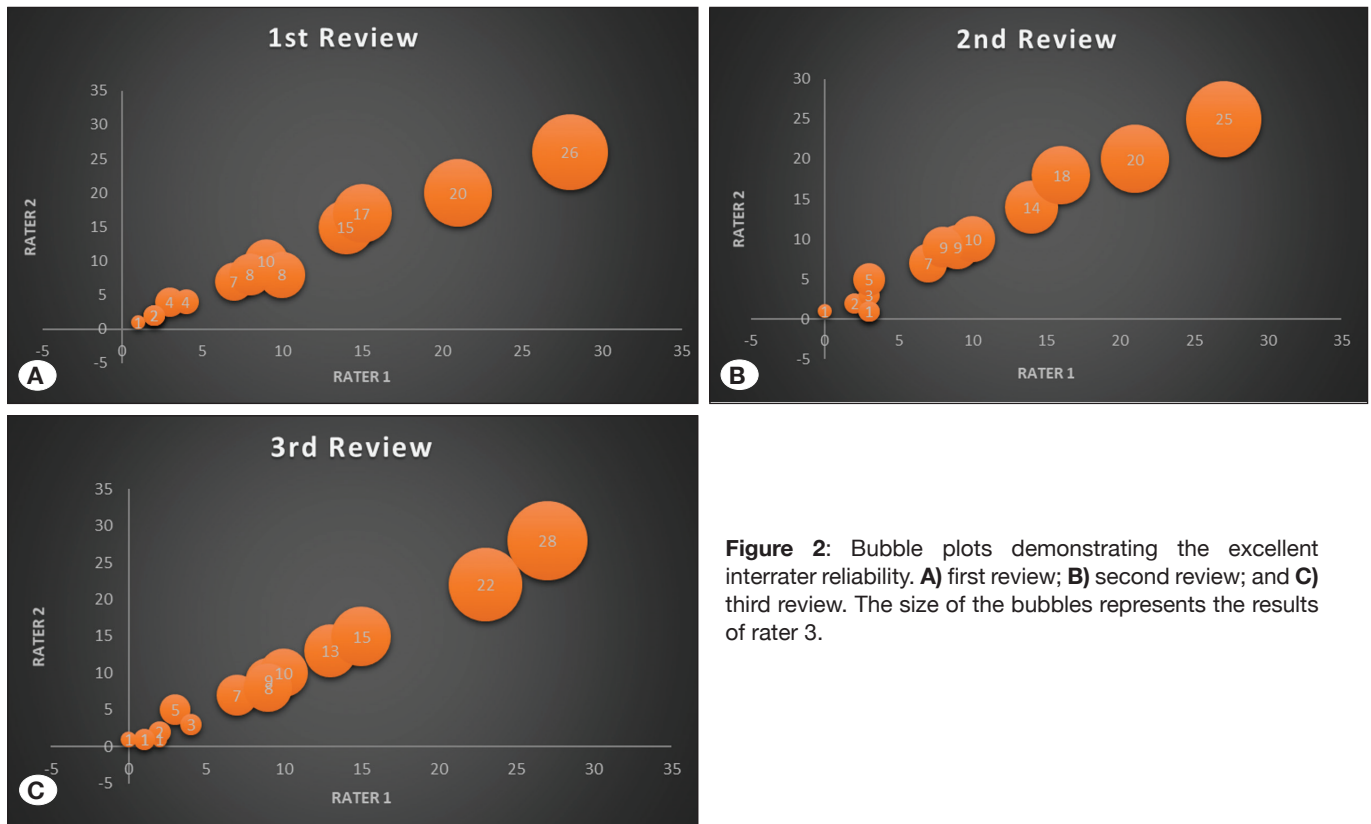 1st Review
35
30
25
20
15
10
5
0
-5
-5 0 5 10 15 20 25 30 35
RATER 2
RATER 1
1 2 4 4 7 8 10 8 15 17 20 26
A
2nd Review
30
25
20
15
10
5
0
-5
-5 0 5 10 15 20 25 30 35
RATER 2
RATER 1
1 2 5 3 1 7 9 9 10 14 18 20 25
B
3rd Review
35
30
25
20
15
10
5
0
-5
-5 0 5 10 15 20 25 30 35
RATER 2
RATER 1
1 1 2 1 5 3 7 9 8 10 13 15 22 28
C
Figure 2: Bubble plots demonstrating the excellent
interrater reliability. A) first review; B) second review; and C)
third review. The size of the bubbles represents the results
of rater 3.